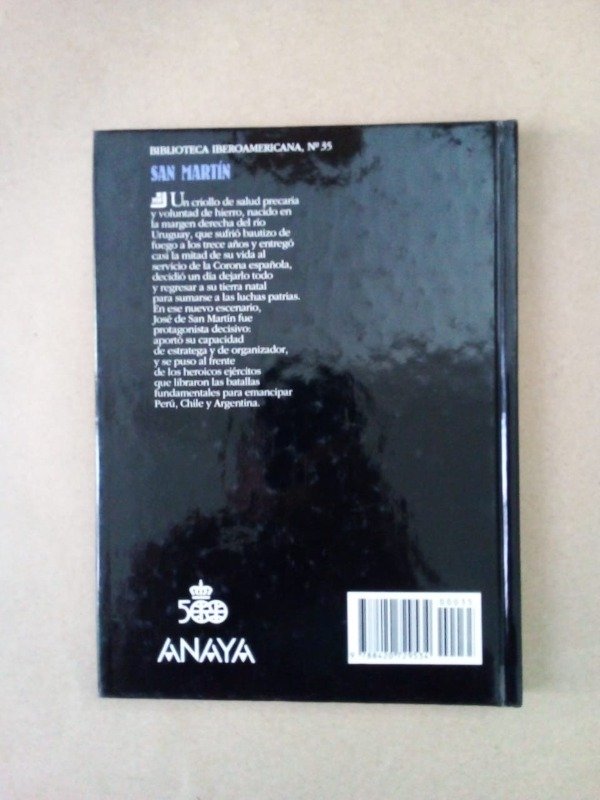 BIBLIOTECA IBEROAMERICANA, Nº 35
SAN MARTÍN
Un criollo de salud precaria
y voluntad de hierro, nacido en
la margen derecha del río
Uruguay, que sufrió bautizo de
fuego a los trece años y entregó
casi la mitad de su vida al
servicio de la Corona española,
decidió un día dejarlo todo
y regresar a su tierra natal
para sumarse a las luchas patrias.
En ese nuevo escenario,
José de San Martín fue
protagonista decisivo:
aportó su capacidad
de estratega y de organizador,
y se puso al frente
de los heroicos ejércitos
que libraron las batallas
fundamentales para emancipar
Perú, Chile y Argentina.
500
ANAYA
00035